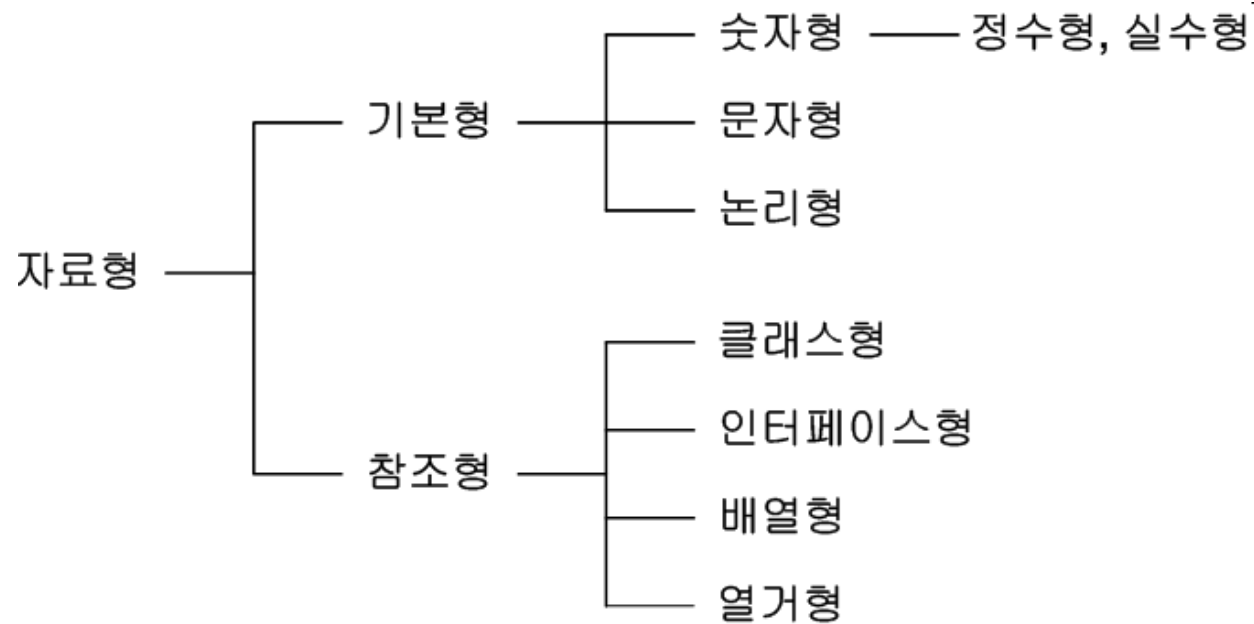 숫자형 정수형, 실수형
기본형 문자형
논리형
자료형
클래스형
인터페이스형
참조형
배열형
열거형